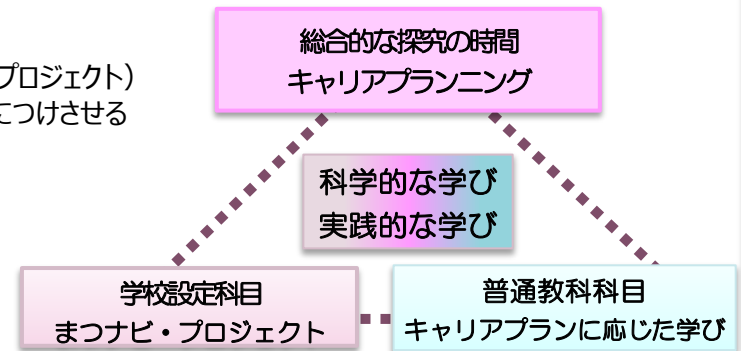 総合的な探究の時間
キャリアプランニング
プロジェクト）
につけさせる
科学的な学び
実践的な学び
学校設定科目
まつナビ・プロジェクト
普通教科科目
キャリアプランに応じた学び